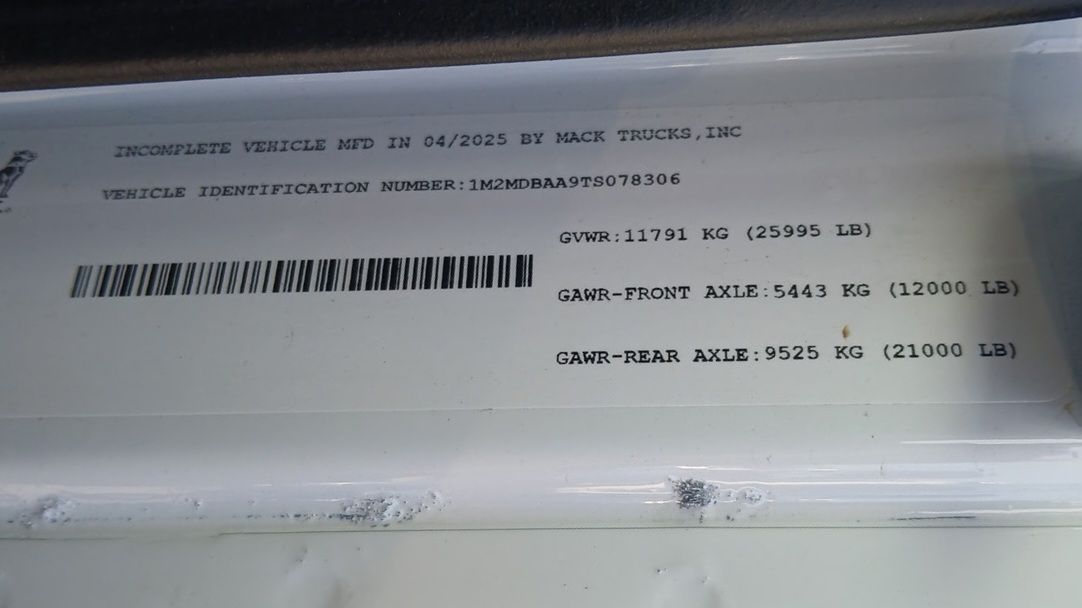 INCOMPLETE VEHICLE MFD IN 04/2025 BY MACK TRUCKS,INC
VEHICLE IDENTIFICATION NUMBER:1M2MDBAA9TS078306
GVWR:11791 KG (25995 LB)
GAWR-FRONT AXLE:5443 KG (12000 LB)
GAWR-REAR AXLE:9525 KG (21000 LB)